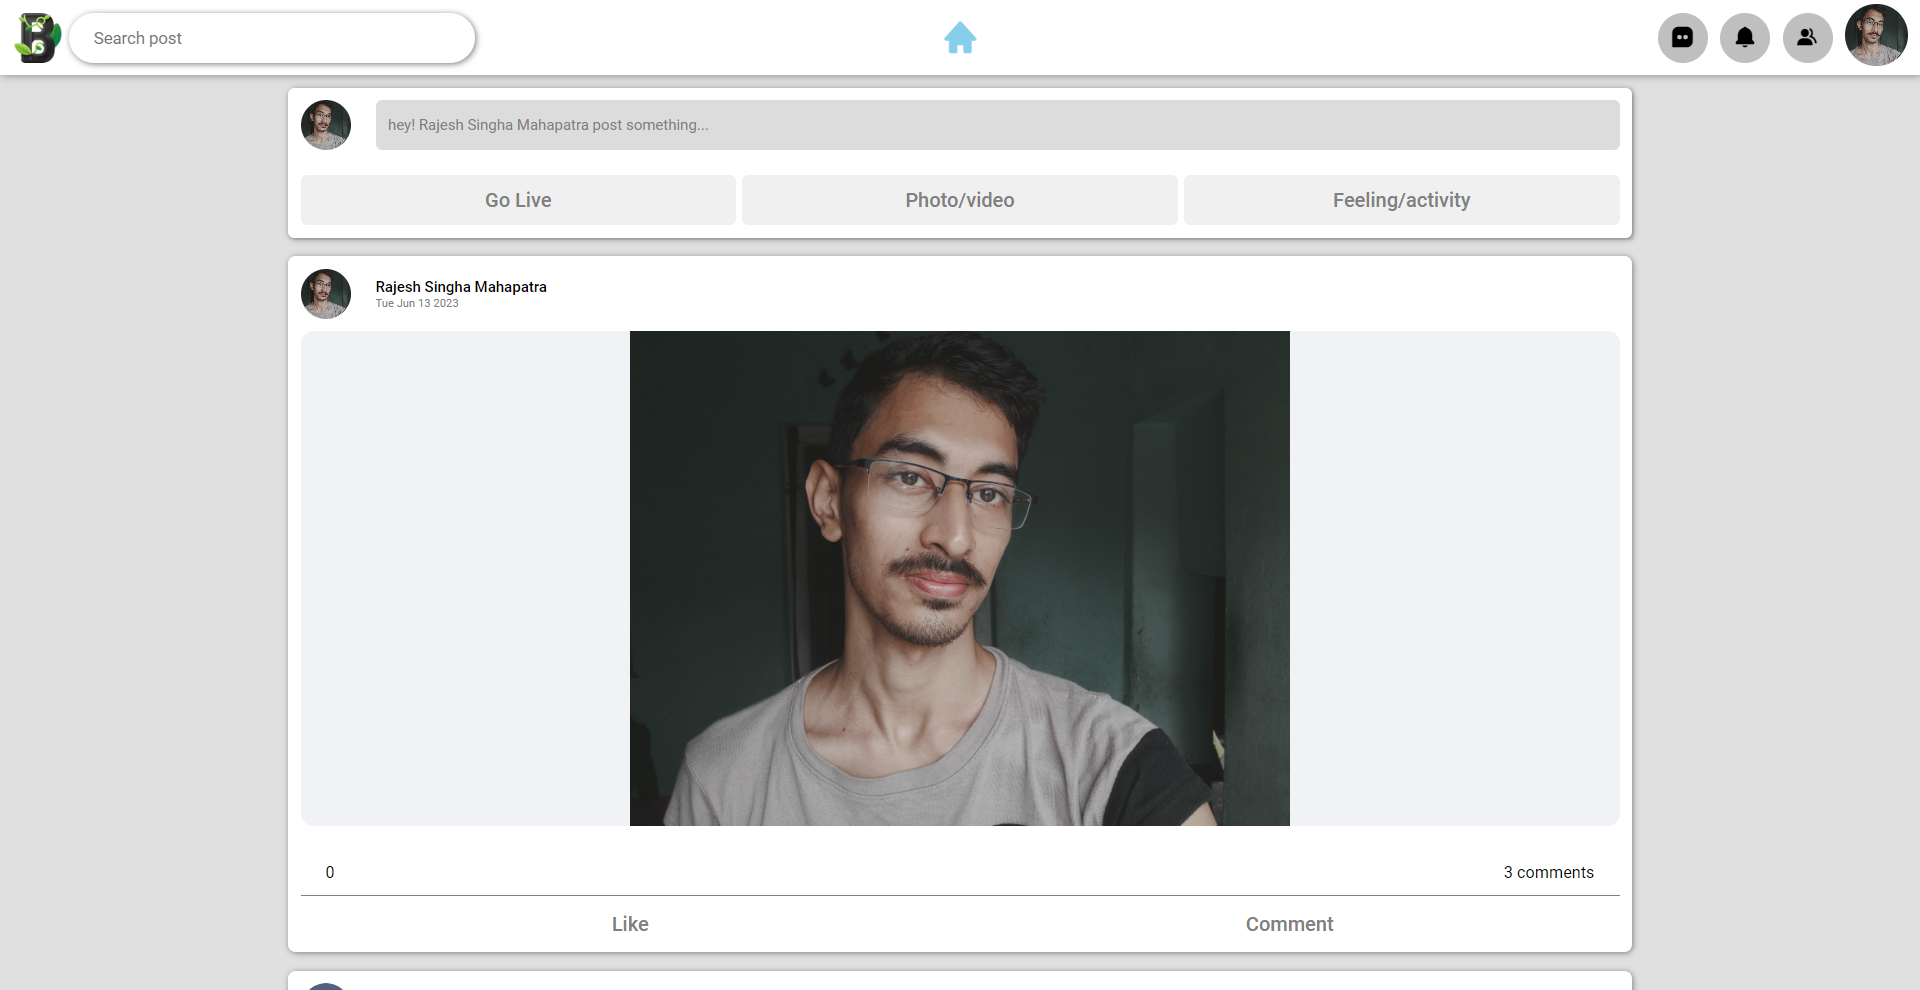 Search post
hey! Rajesh Singha Mahapatra post something...
Go Live
Photo/video
Feeling/activity
Rajesh Singha Mahapatra
Tue Jun 13 2023
0
3 comments
Like
Comment